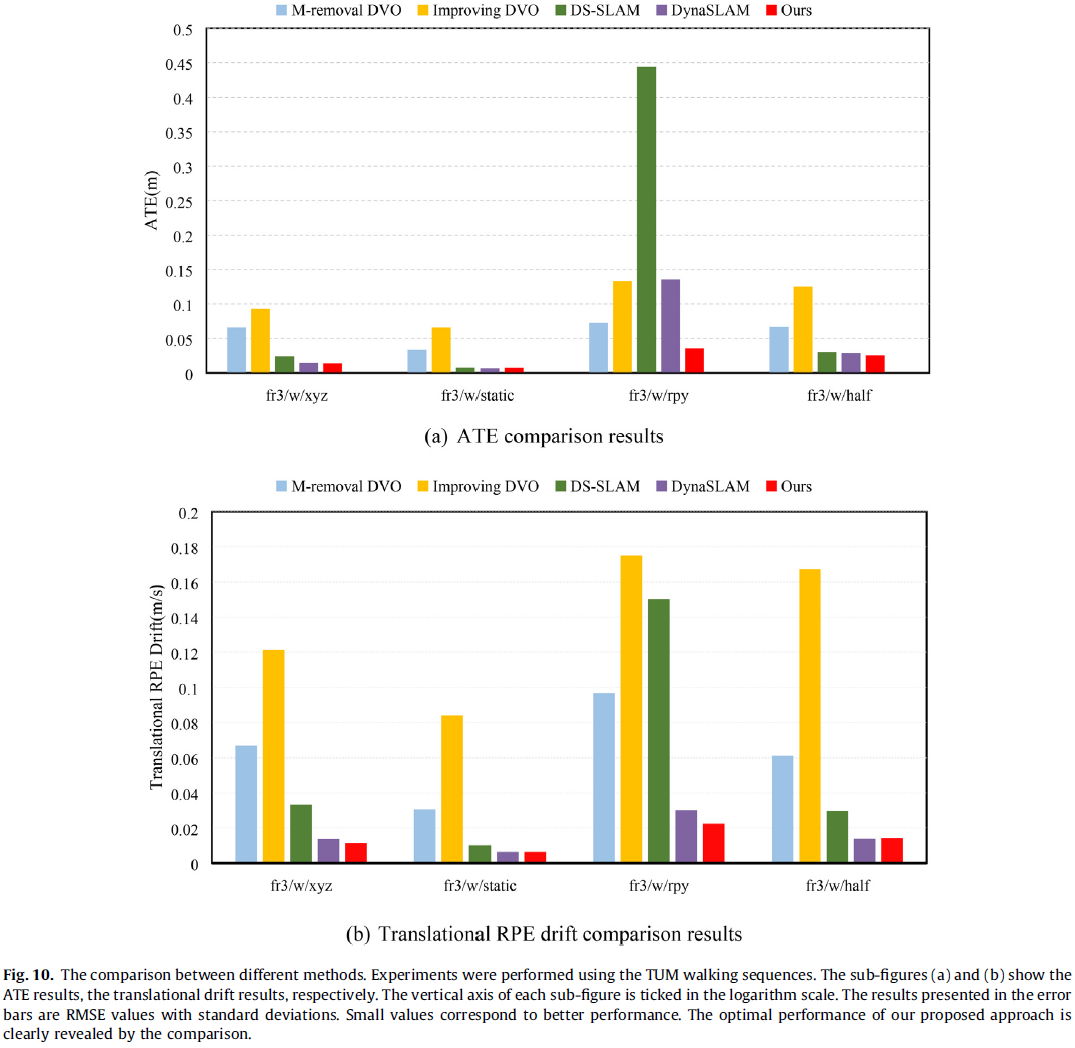 M-removal DVO Improving DVO DS-SLAM DynaSLAM Ours
0.5
0.45
0.4
0.35
0.3
0.25
0.2
0.15
0.1
0.05
0
ATE(m)
fr3/w/xyz fr3/w/static fr3/w/rpy fr3/w/half
(a) ATE comparison results
M-removal DVO Improving DVO DS-SLAM DynaSLAM Ours
0.2
0.18
0.16
0.14
0.12
0.1
0.08
0.06
0.04
0.02
0
Translational RPE Drift(m/s)
fr3/w/xyz fr3/w/static fr3/w/rpy fr3/w/half
(b) Translational RPE drift comparison results
Fig. 10. The comparison between different methods. Experiments were performed using the TUM walking sequences. The sub-figures (a) and (b) show the
ATE results, the translational drift results, respectively. The vertical axis of each sub-figure is ticked in the logarithm scale. The results presented in the error
bars are RMSE values with standard deviations. Small values correspond to better performance. The optimal performance of our proposed approach is
clearly revealed by the comparison.